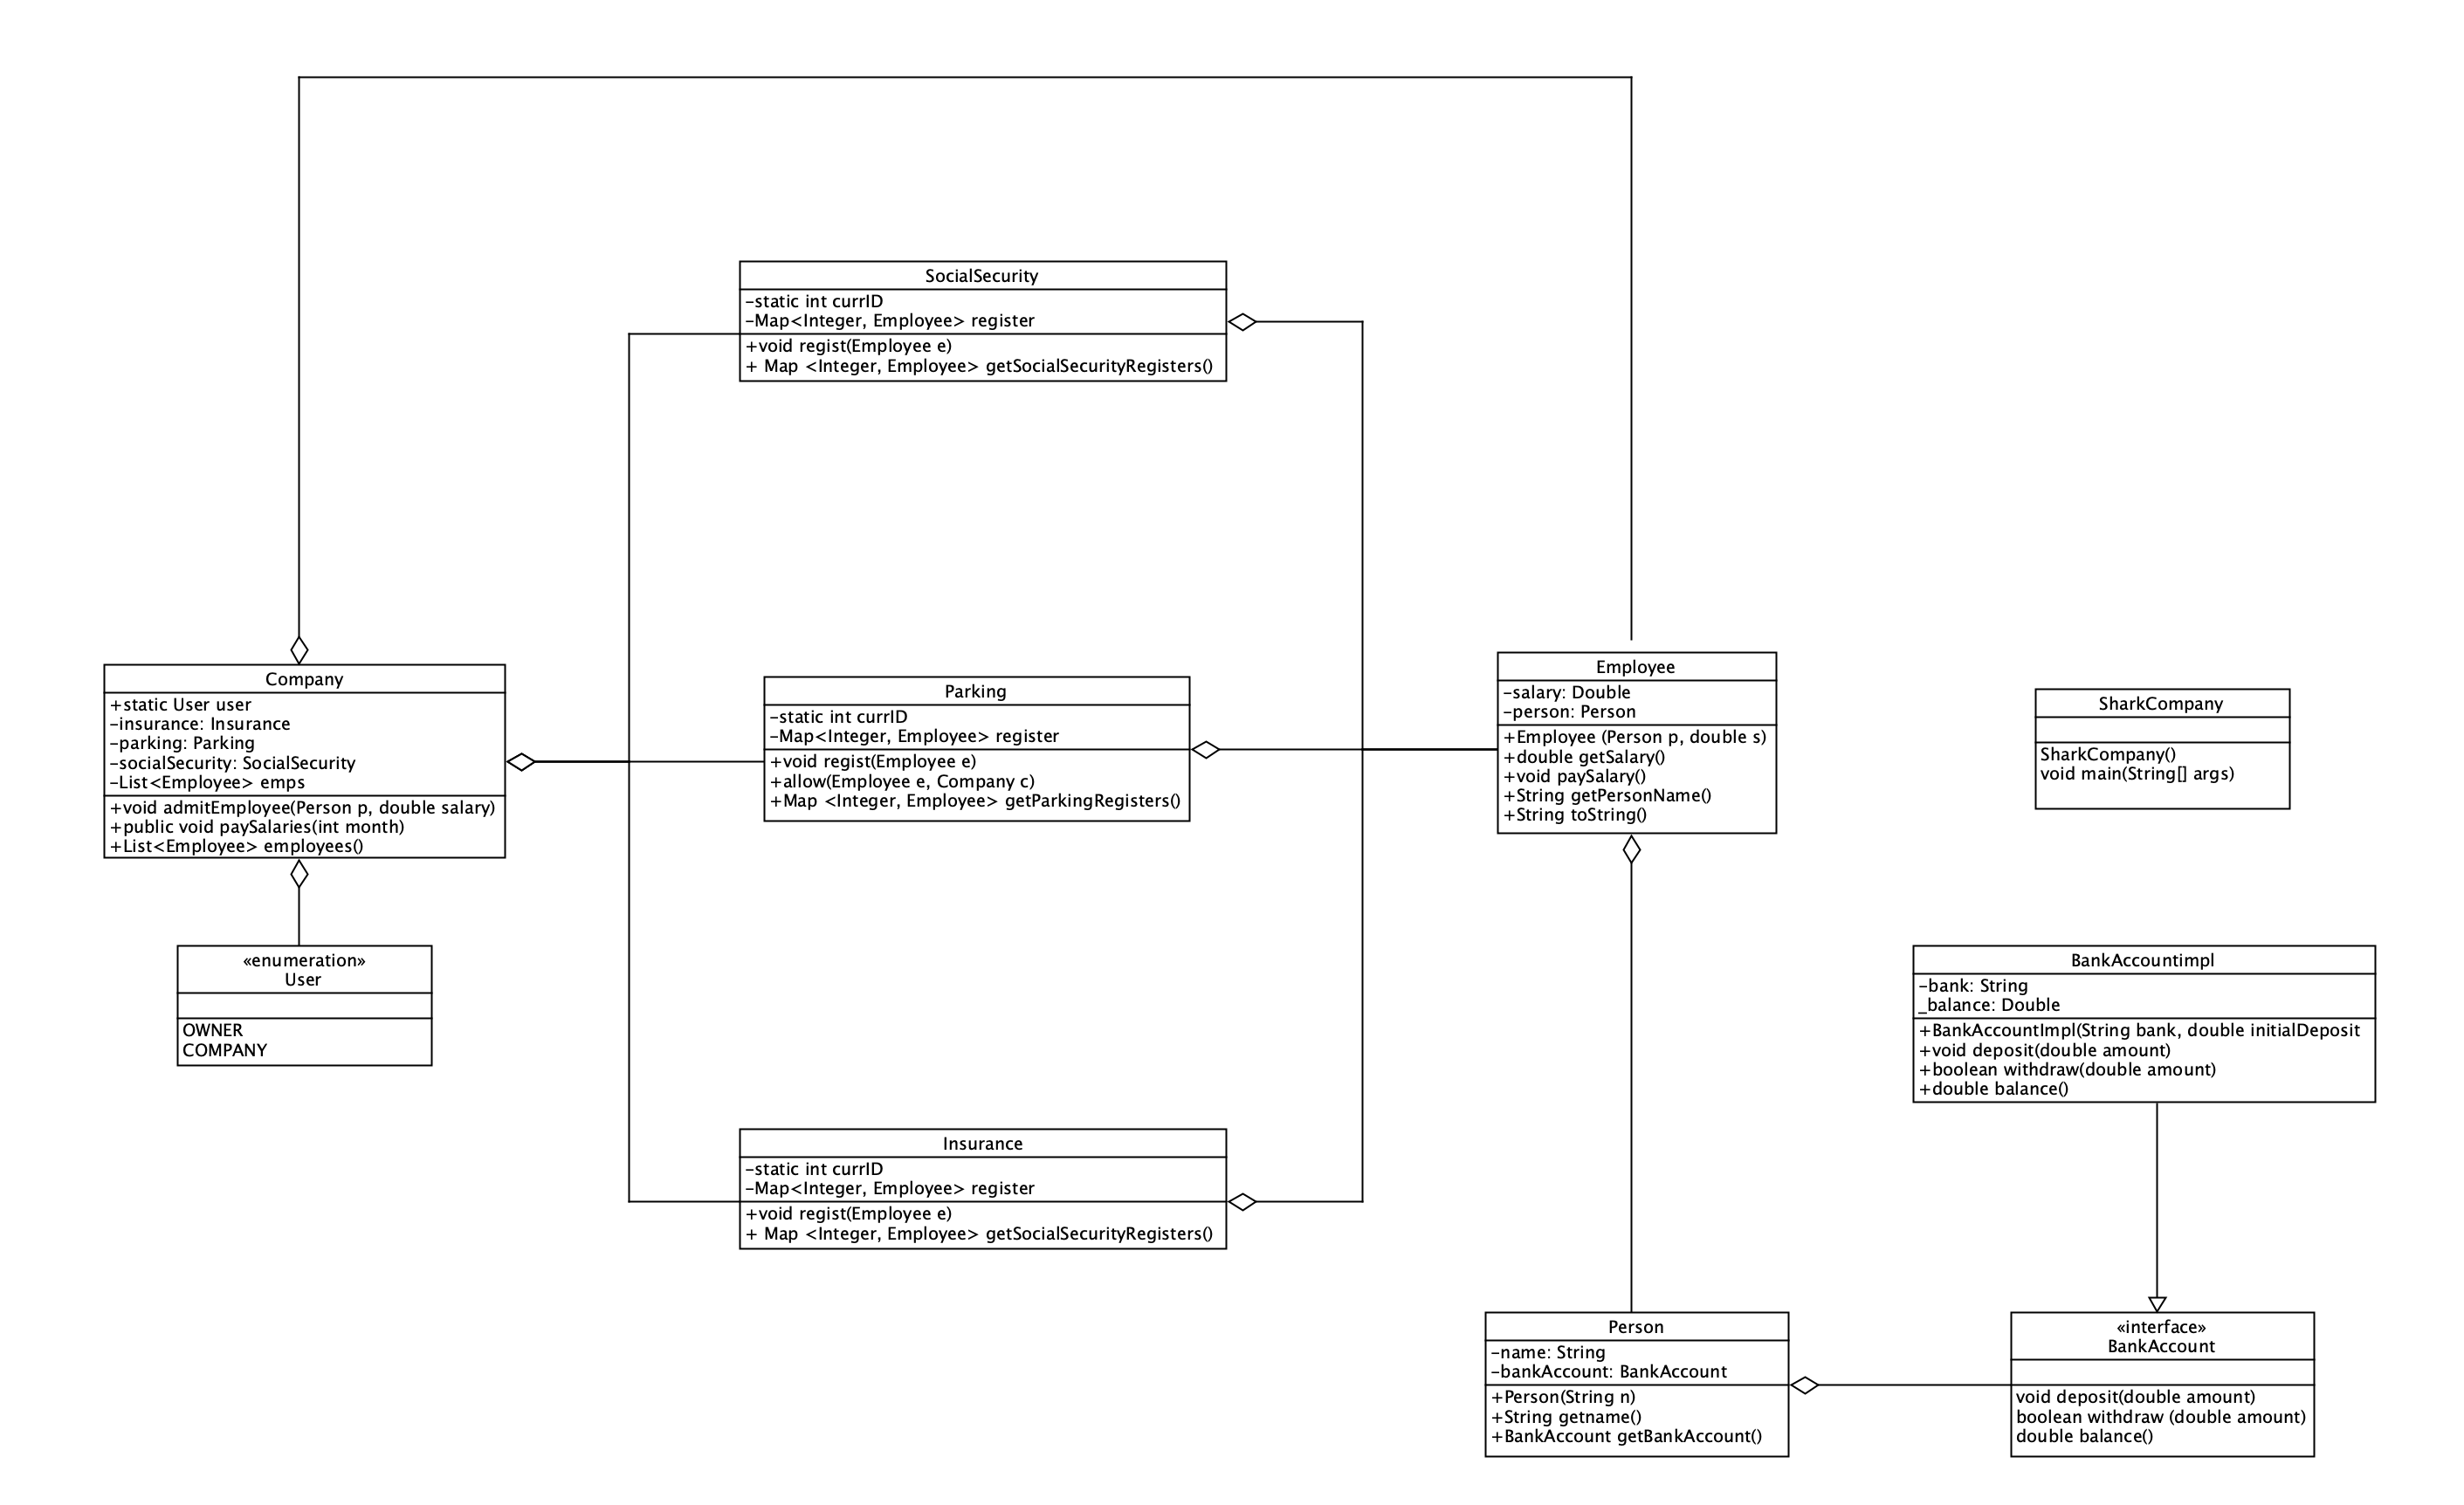 SocialSecurity
-static int currID
-Map<Integer, Employee> register
+void regist(Employee e)
+ Map <Integer, Employee> getSocialSecurityRegisters()
Company
+static User user
-insurance: Insurance
-parking: Parking
-socialSecurity: SocialSecurity
-List<Employee> emps
+void admitEmployee(Person p, double salary)
+public void paySalaries(int month)
+List<Employee> employees()
Parking
-static int currID
-Map<Integer, Employee> register
+void regist(Employee e)
+allow(Employee e, Company c)
+Map <Integer, Employee> getParkingRegisters()
Employee
-salary: Double
-person: Person
+Employee (Person p, double s)
+double getSalary()
+void paySalary()
+String getPersonName()
+String toString()
SharkCompany
SharkCompany()
void main(String[] args)
«enumeration»
User
OWNER
COMPANY
BankAccountimpl
-bank: String
_balance: Double
+BankAccountImpl(String bank, double initialDeposit
+void deposit(double amount)
+boolean withdraw(double amount)
+double balance()
Insurance
-static int currID
-Map<Integer, Employee> register
+void regist(Employee e)
+ Map <Integer, Employee> getSocialSecurityRegisters()
Person
-name: String
-bankAccount: BankAccount
+Person(String n)
+String getname()
+BankAccount getBankAccount()
«interface»
BankAccount
void deposit(double amount)
boolean withdraw (double amount)
double balance()